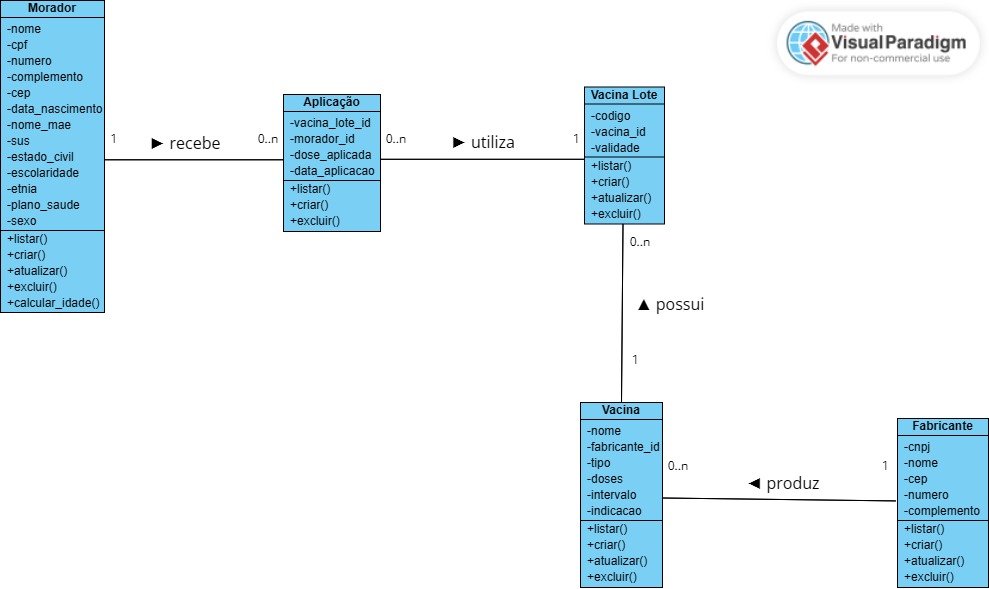 Morador
-nome
-cpf
-numero
-complemento
-cep
-data_nascimento
-nome_mae
-sus
-estado_civil
-escolaridade
-etnia
-plano_saude
-sexo
+listar()
+criar()
+atualizar()
+excluir()
+calcular_idade()
1
► recebe
0..n
Aplicação
-vacina_lote_id
-morador_id
-dose_aplicada
-data_aplicacao
+listar()
+criar()
+excluir()
0..n
► utiliza
1
Vacina Lote
-codigo
-vacina_id
-validade
+listar()
+criar()
+atualizar()
+excluir()
0..n
▲ possui
1
Vacina
-nome
-fabricante_id
-tipo
-doses
-intervalo
-indicacao
+listar()
+criar()
+atualizar()
+excluir()
0..n
◄ produz
1
Fabricante
-cnpj
-nome
-cep
-numero
-complemento
+listar()
+criar()
+atualizar()
+excluir()
Made with
VisualParadigm
For non-commercial use